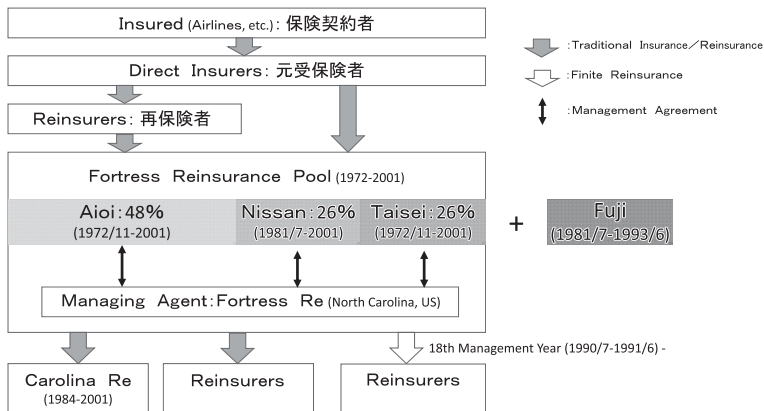 Insured (Airlines, etc.): 保険契約者
Direct Insurers: 元受保険者
Reinsurers: 再保険者
:Traditional Insurance／Reinsurance
:Finite Reinsurance
:Management Agreement
Fortress Reinsurance Pool (1972-2001)
Aioi:48%
(1972/11-2001)
Nissan:26%
(1981/7-2001)
Taisei:26%
(1972/11-2001)
+
Fuji
(1981/7-1993/6)
Managing Agent:Fortress Re (North Carolina, US)
18th Management Year (1990/7-1991/6) -
Carolina Re
(1984-2001)
Reinsurers
Reinsurers